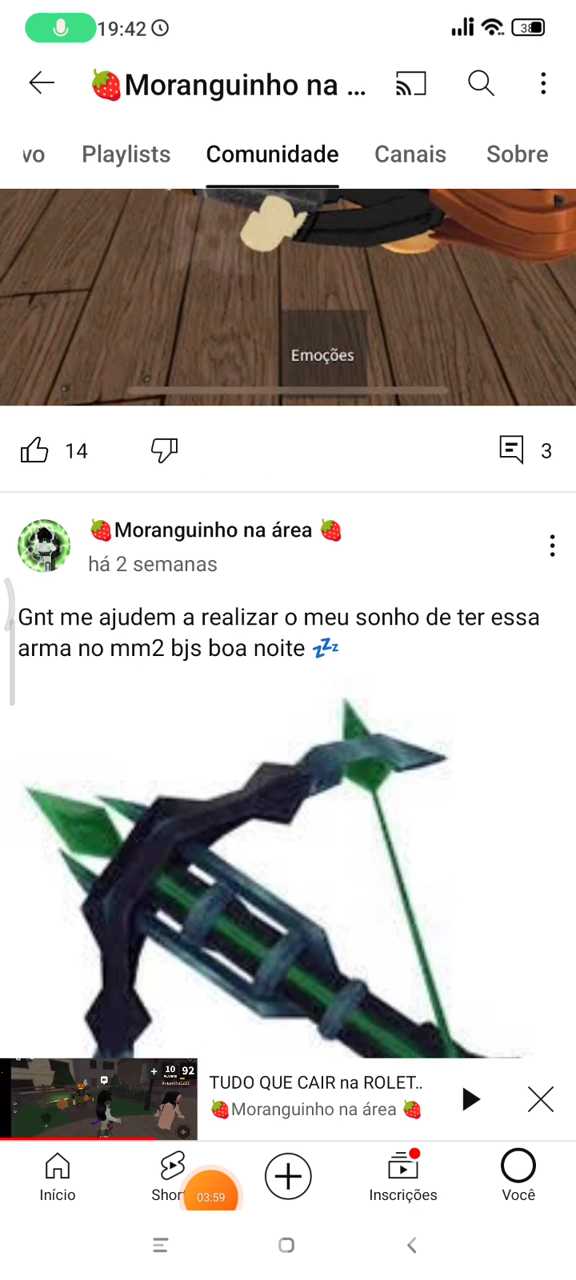 19:42
38
🍓Moranguinho na ...
vo Playlists Comunidade Canais Sobre
Emoções
14 3
🍓Moranguinho na área 🍓
há 2 semanas
Gnt me ajudem a realizar o meu sonho de ter essa
arma no mm2 bjs boa noite 💤
10 92
TUDO QUE CAIR na ROLET..
🍓Moranguinho na área 🍓
Início Shor 03:59 Inscrições Você